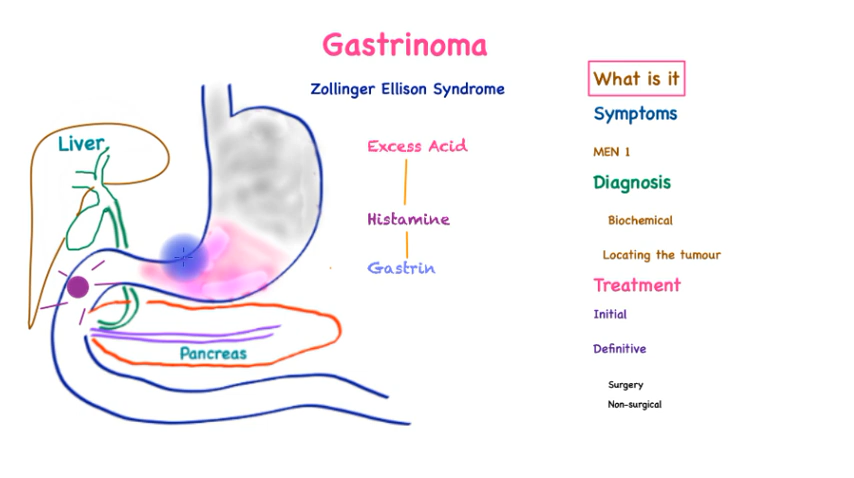 Gastrinoma
Zollinger Ellison Syndrome
Liver
Excess Acid
Histamine
Gastrin
Pancreas
What is it
Symptoms
MEN 1
Diagnosis
Biochemical
Locating the tumour
Treatment
Initial
Definitive
Surgery
Non-surgical